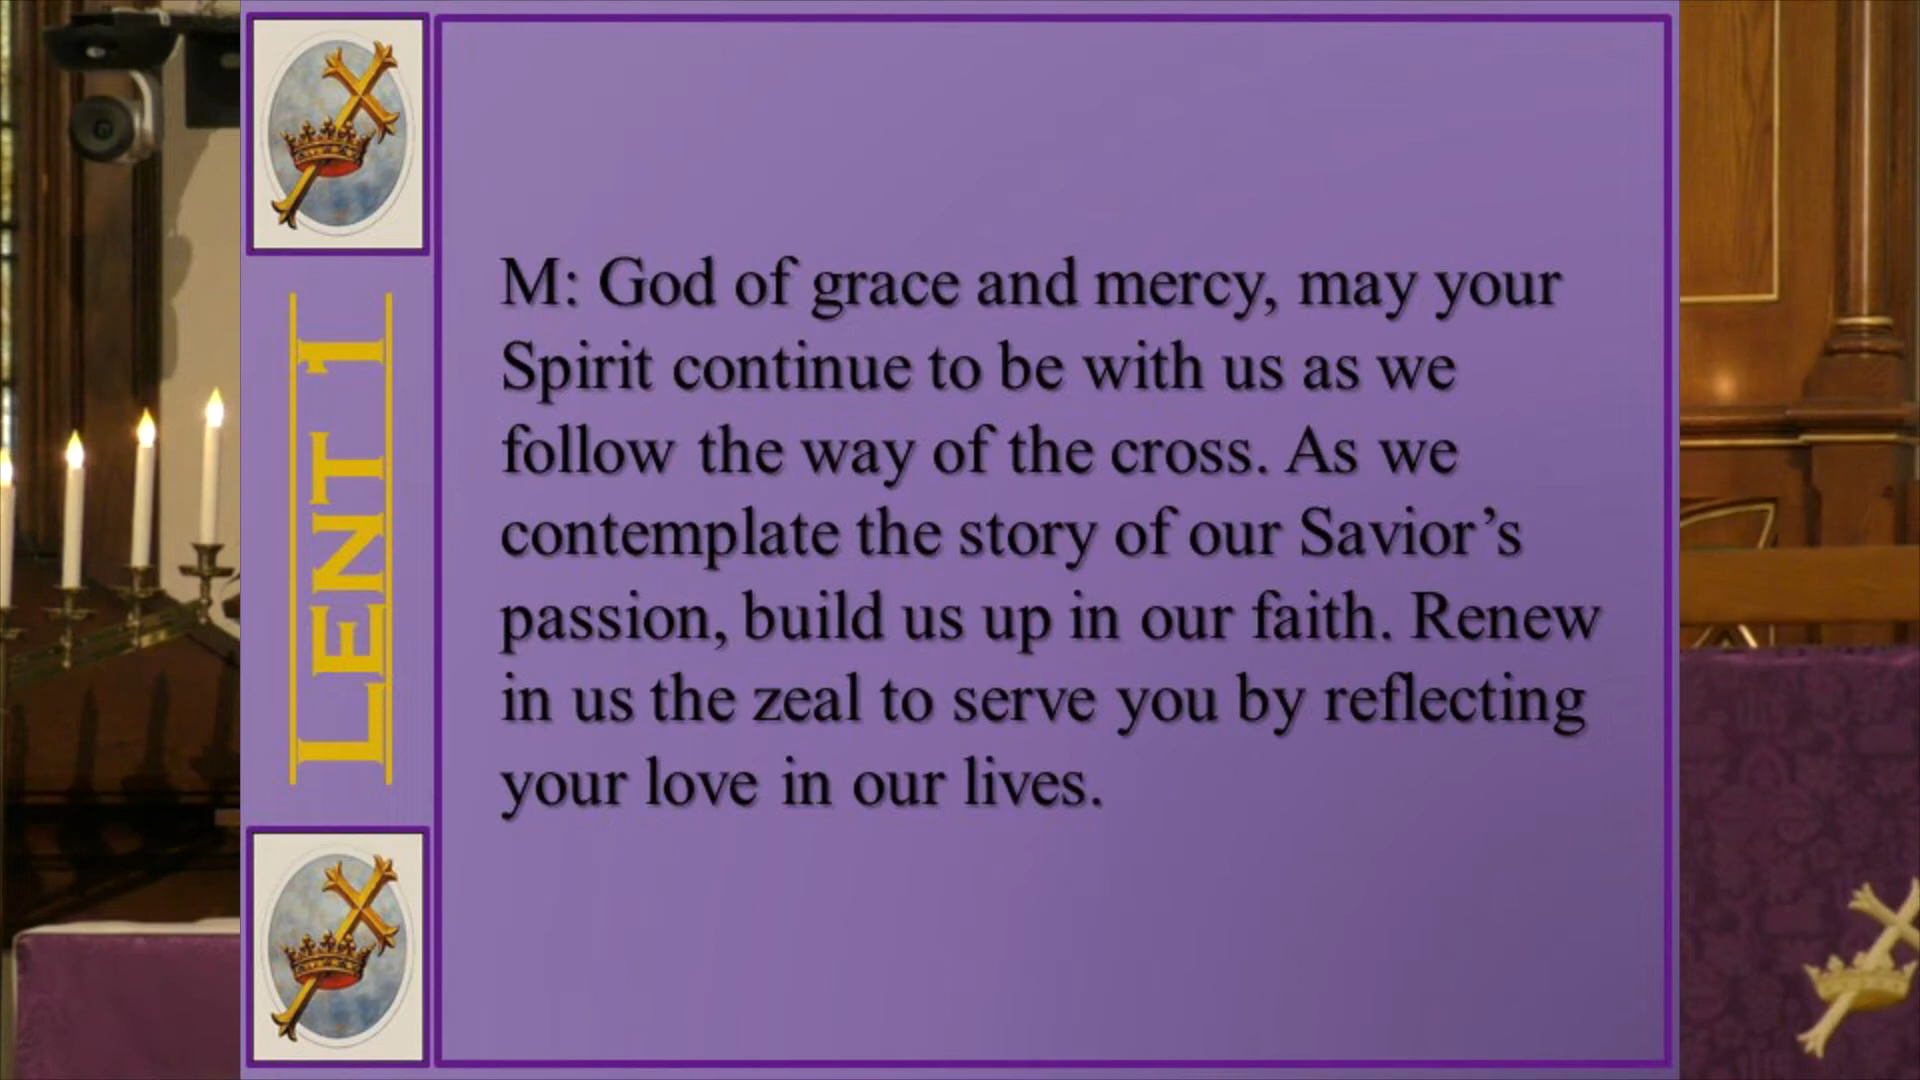 LENT 1
M: God of grace and mercy, may your
Spirit continue to be with us as we
follow the way of the cross. As we
contemplate the story of our Savior’s
passion, build us up in our faith. Renew
in us the zeal to serve you by reflecting
your love in our lives.